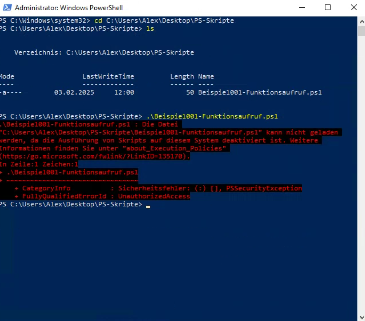 Administrator: Windows PowerShell
PS C:\Windows\system32> cd C:\Users\Alex\Desktop\PS-Skripte
PS C:\Users\Alex\Desktop\PS-Skripte> ls
Verzeichnis: C:\Users\Alex\Desktop\PS-Skripte
Mode LastWriteTime Length Name
---- ------------- ------ ----
-a---- 03.02.2025 12:00 50 Beispiel001-Funktionsaufruf.ps1
PS C:\Users\Alex\Desktop\PS-Skripte> .\Beispiel001-Funktionsaufruf.ps1
.\Beispiel001-Funktionsaufruf.ps1 : Die Datei
"C:\Users\Alex\Desktop\PS-Skripte\Beispiel001-Funktionsaufruf.ps1" kann nicht geladen
werden, da die Ausführung von Skripts auf diesem System deaktiviert ist. Weitere
Informationen finden Sie unter "about_Execution_Policies"
(https:/go.microsoft.com/fwlink/?LinkID=135170).
In Zeile:1 Zeichen:1
+ .\Beispiel001-Funktionsaufruf.ps1
+ ~~~~~~~~~~~~~~~~~~~~~~~~~~~~~~~~~
+ CategoryInfo : Sicherheitsfehler: (:) [], PSSecurityException
+ FullyQualifiedErrorId : UnauthorizedAccess
PS C:\Users\Alex\Desktop\PS-Skripte> _